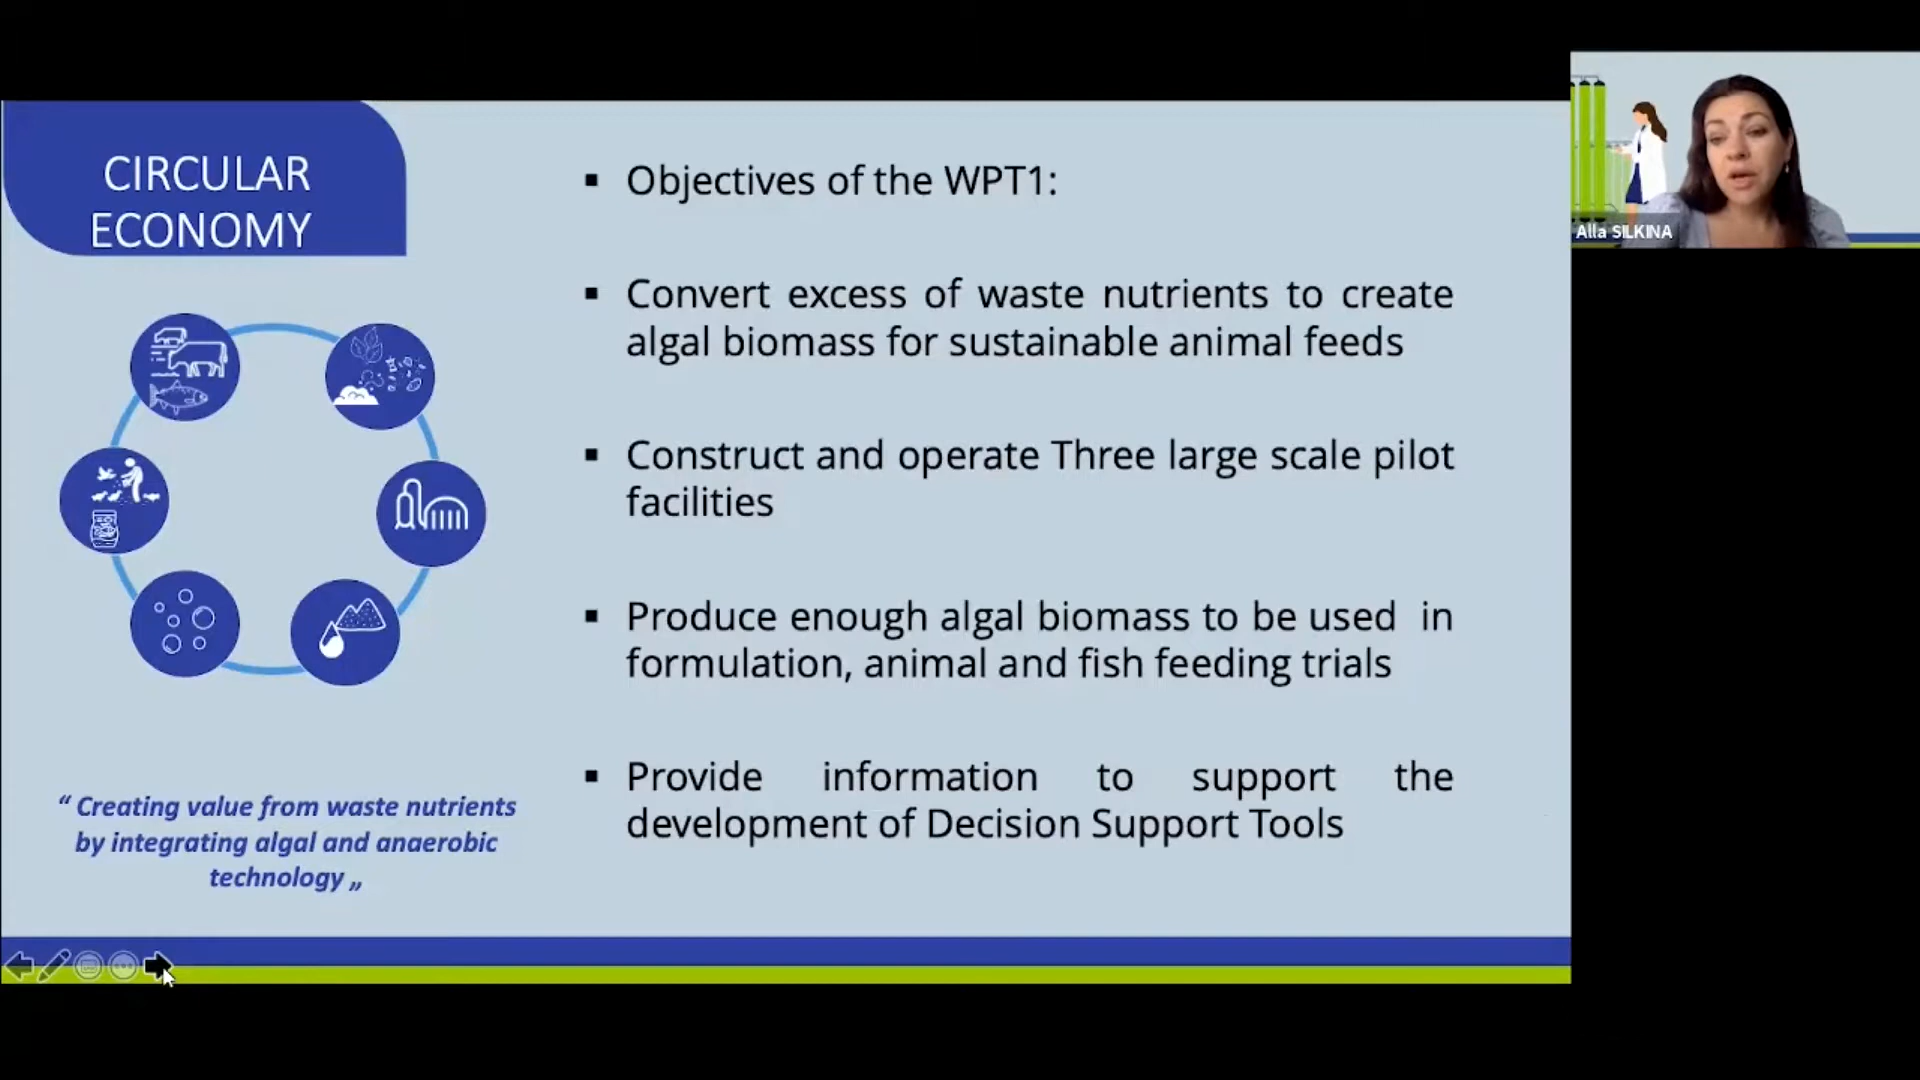 CIRCULAR
ECONOMY
▪ Objectives of the WPT1:
▪ Convert excess of waste nutrients to create
algal biomass for sustainable animal feeds
▪ Construct and operate Three large scale pilot
facilities
▪ Produce enough algal biomass to be used in
formulation, animal and fish feeding trials
▪ Provide information to support the
development of Decision Support Tools
“ Creating value from waste nutrients
by integrating algal and anaerobic
technology „
Alla SILKINA